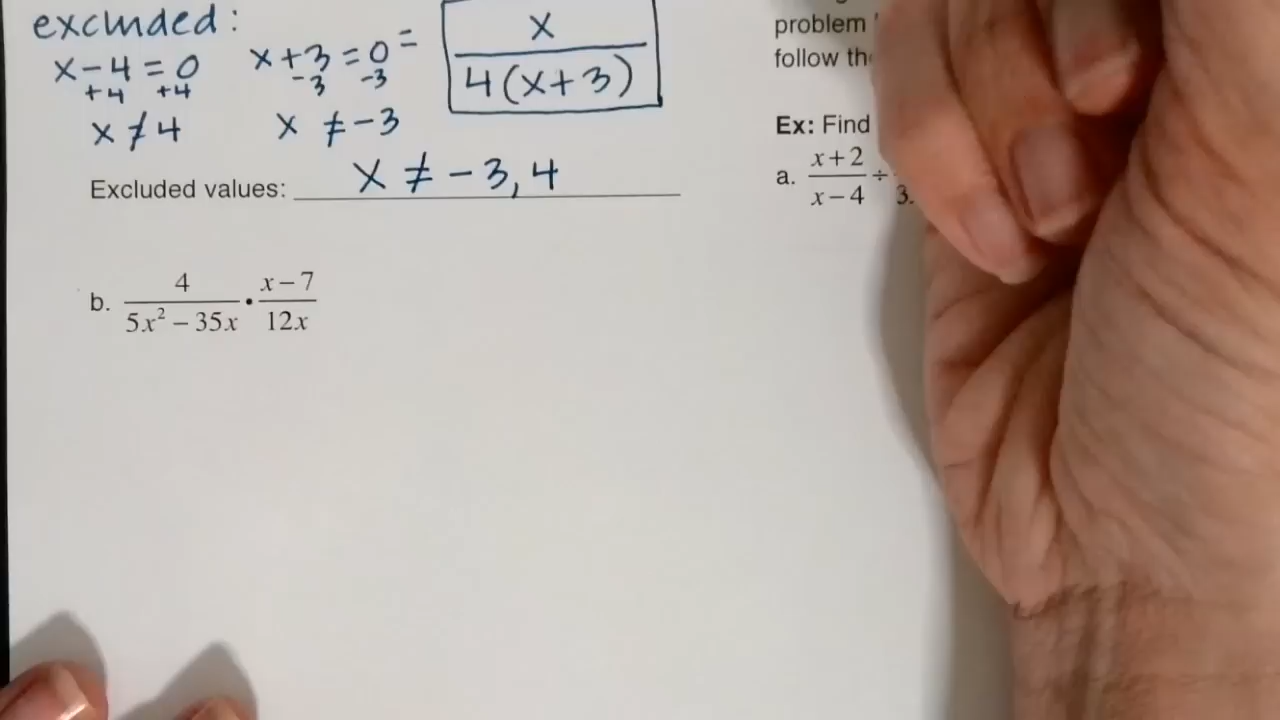 excluded:
x - 4 = 0
+4 +4
x ≠ 4
x + 3 = 0
-3 -3
x ≠ -3
= x / 4(x+3)
Excluded values: x ≠ -3, 4
b. 4 / (5x² - 35x) • (x - 7) / 12x
problem
follow
Ex: Find
a. (x + 2) / (x - 4) ÷